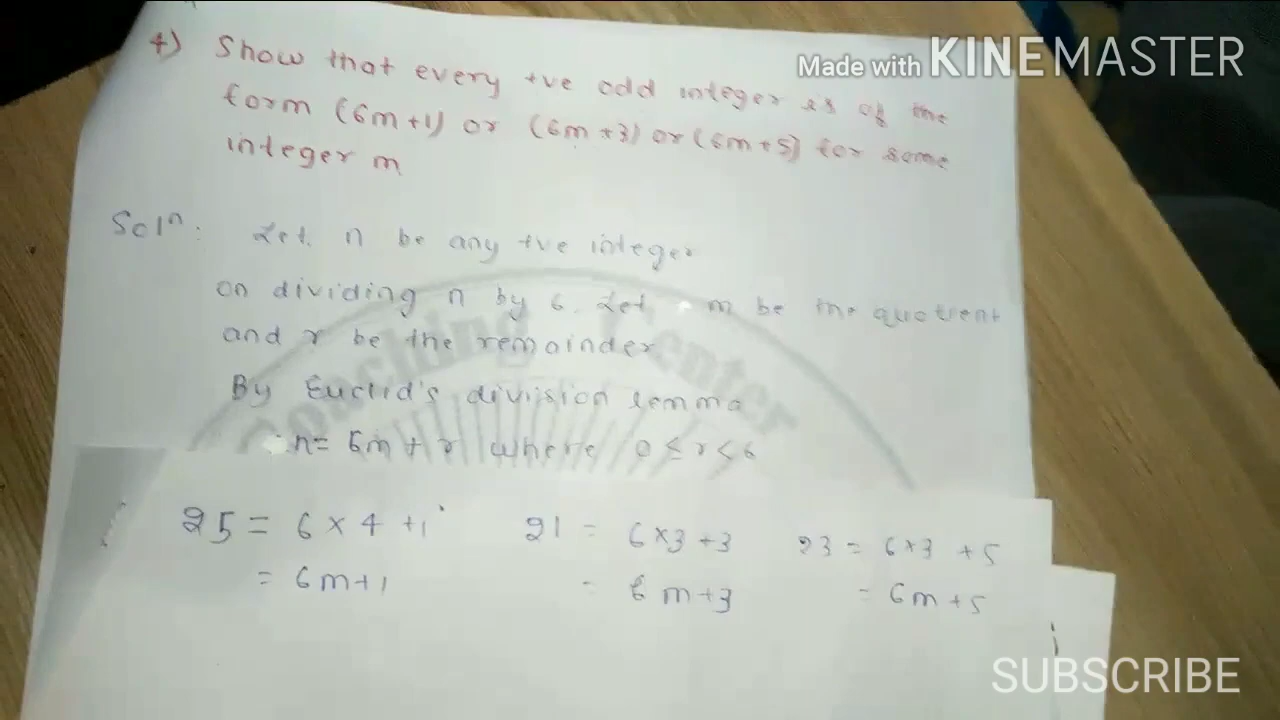 Made with KINEMASTER
4) Show that every +ve odd integer is of the
form (6m+1) or (6m+3) or (6m+5) for some
integer m
Solⁿ: Let n be any +ve integer
on dividing n by 6. Let m be the quotient
and r be the remainder
By Euclid's division lemma
n= 6m+r where 0≤r<6
Coaching Center
25 = 6×4+1 21 = 6×3+3 23 = 6×3+5
= 6m+1 = 6m+3 = 6m+5
SUBSCRIBE